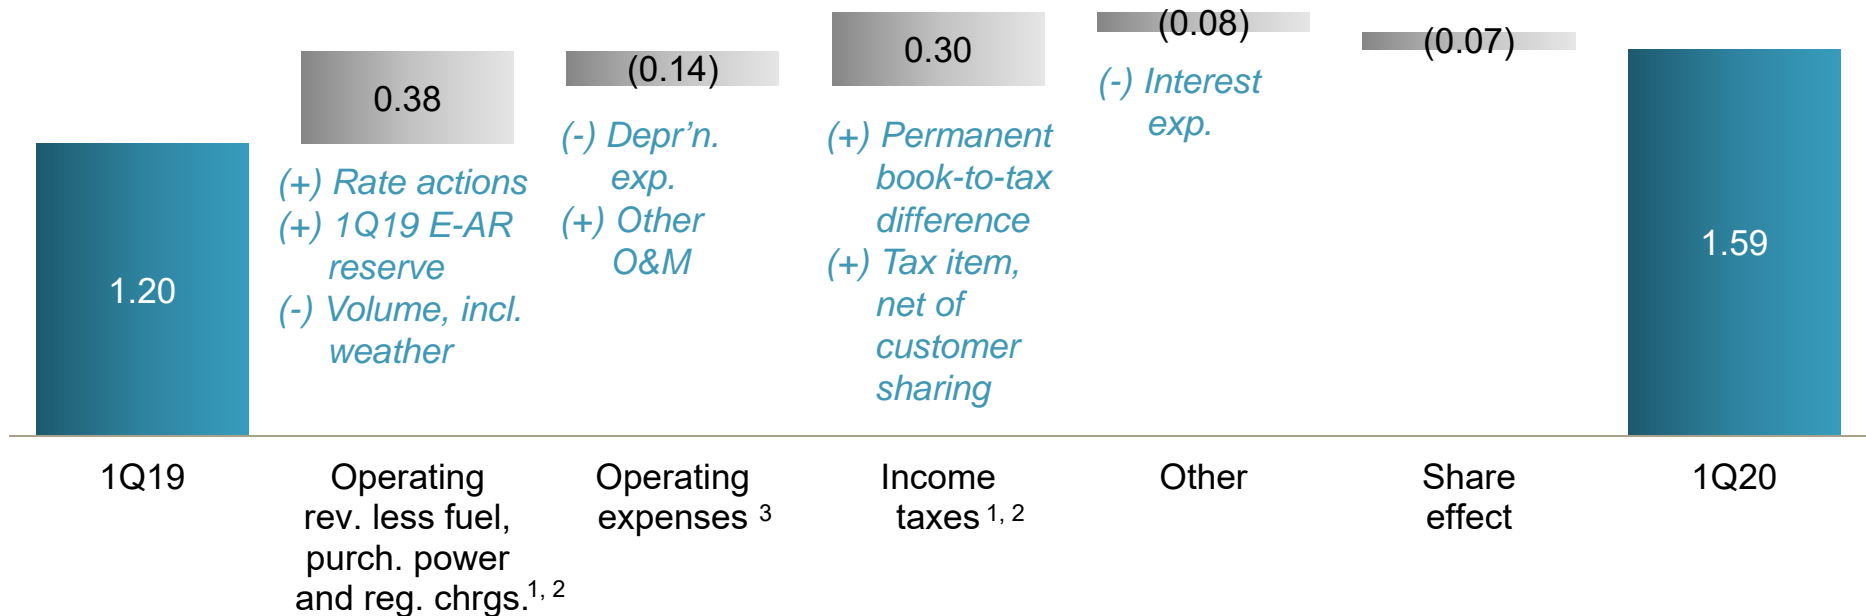 1.20
0.38
(+) Rate actions
(+) 1Q19 E-AR
reserve
(-) Volume, incl.
weather
(0.14)
(-) Depr’n.
exp.
(+) Other
O&M
0.30
(+) Permanent
book-to-tax
difference
(+) Tax item,
net of
customer
sharing
(0.08)
(-) Interest
exp.
(0.07)
1.59
1Q19
Operating
rev. less fuel,
purch. power
and reg. chrgs.1, 2
Operating
expenses 3
Income
taxes 1, 2
Other
Share
effect
1Q20